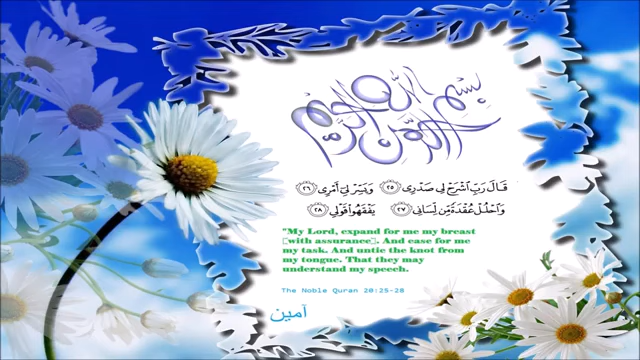 بسم الله الرحمن الرحيم
قَالَ رَبِّ اشْرَحْ لِي صَدْرِي ٢٥ وَيَسِّرْ لِي أَمْرِي ٢٦
وَاحْلُلْ عُقْدَةً مِّن لِّسَانِي ٢٧ يَفْقَهُوا قَوْلِي ٢٨
"My Lord, expand for me my breast
[with assurance]. And ease for me
my task. And untie the knot from
my tongue. That they may
understand my speech.
The Noble Quran 20:25-28
آمين